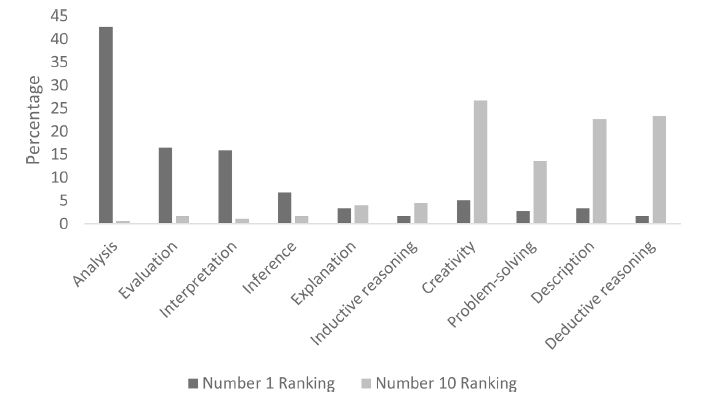 45
40
35
30
25
20
15
10
5
0
Percentage
Analysis
Evaluation
Interpretation
Inference
Explanation
Inductive reasoning
Creativity
Problem-solving
Description
Deductive reasoning
Number 1 Ranking
Number 10 Ranking